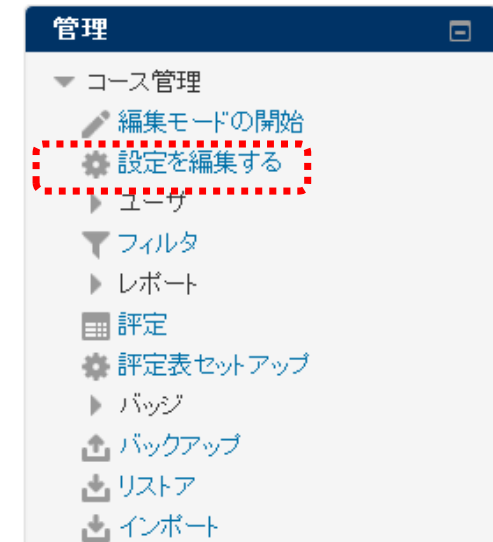 管理
コース管理
編集モードの開始
設定を編集する
ユーザ
フィルタ
レポート
評定
評定表セットアップ
バッジ
バックアップ
リストア
インポート